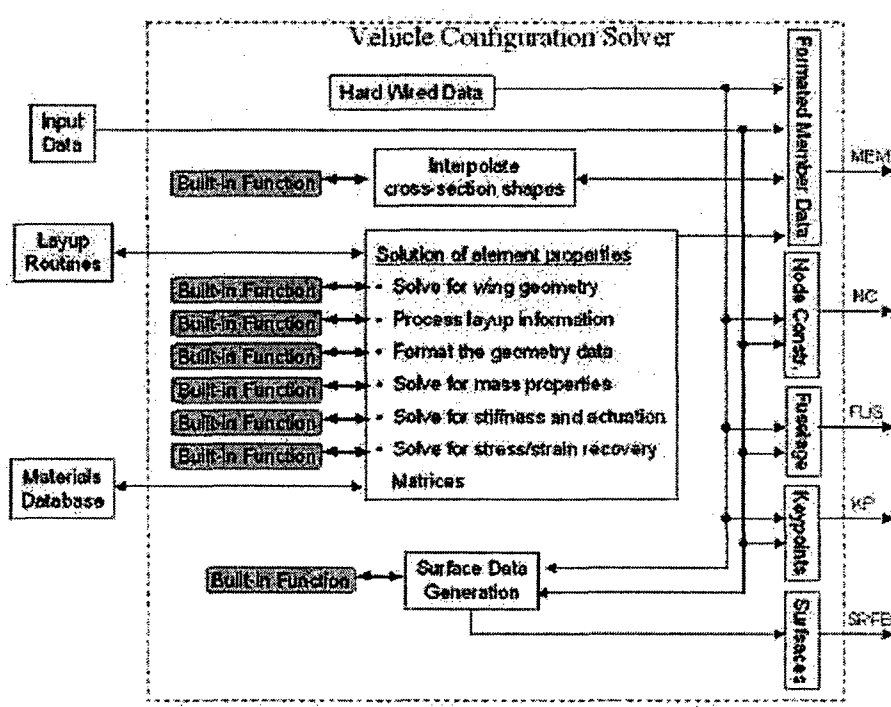 Vehicle Configuration Solver
Hard Wired Data
Formated Member Data
Input
Data
MEM
Built-in Function
Interpolate
cross-section shapes
Layup
Routines
Solution of element properties
Built-in Function
- Solve for wing geometry
Built-in Function
- Process layup information
Built-in Function
- Format the geometry data
Built-in Function
- Solve for mass properties
Built-in Function
- Solve for stiffness and actuation
Built-in Function
- Solve for stress/strain recovery
Matrices
Node Constr.
NC
Fuselage
FUS
Materials
Database
Keypoints
KP
Built-in Function
Surface Data
Generation
Surfsaces